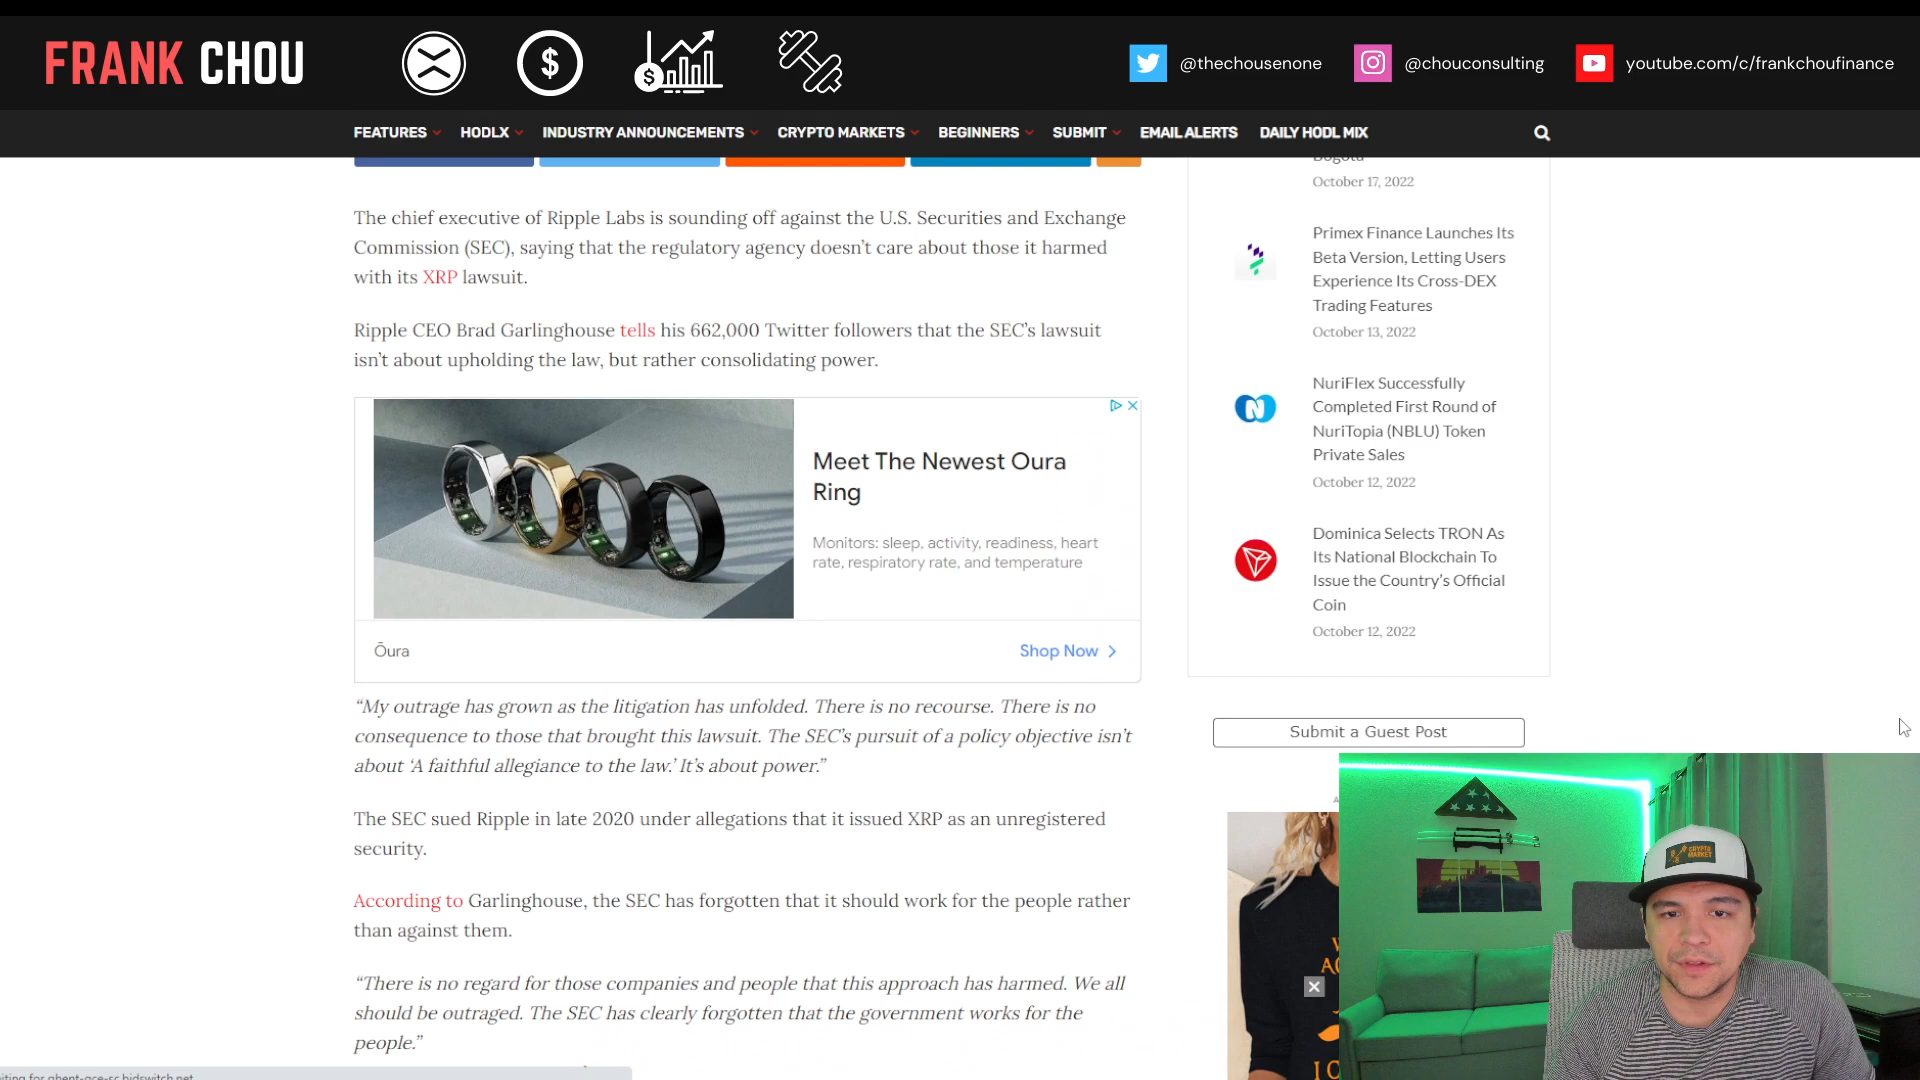 FRANK CHOU
@thechousenone
@chouconsulting
youtube.com/c/frankchoufinance
FEATURES
HODLX
INDUSTRY ANNOUNCEMENTS
CRYPTO MARKETS
BEGINNERS
SUBMIT
EMAIL ALERTS
DAILY HODL MIX
The chief executive of Ripple Labs is sounding off against the U.S. Securities and Exchange
Commission (SEC), saying that the regulatory agency doesn’t care about those it harmed
with its XRP lawsuit.
Ripple CEO Brad Garlinghouse tells his 662,000 Twitter followers that the SEC’s lawsuit
isn’t about upholding the law, but rather consolidating power.
Meet The Newest Oura
Ring
Monitors: sleep, activity, readiness, heart
rate, respiratory rate, and temperature
Ōura
Shop Now
“My outrage has grown as the litigation has unfolded. There is no recourse. There is no
consequence to those that brought this lawsuit. The SEC’s pursuit of a policy objective isn’t
about ‘A faithful allegiance to the law.’ It’s about power.”
The SEC sued Ripple in late 2020 under allegations that it issued XRP as an unregistered
security.
According to Garlinghouse, the SEC has forgotten that it should work for the people rather
than against them.
“There is no regard for those companies and people that this approach has harmed. We all
should be outraged. The SEC has clearly forgotten that the government works for the
people.”
Bogota
October 17, 2022
Primex Finance Launches Its
Beta Version, Letting Users
Experience Its Cross-DEX
Trading Features
October 13, 2022
NuriFlex Successfully
Completed First Round of
NuriTopia (NBLU) Token
Private Sales
October 12, 2022
Dominica Selects TRON As
Its National Blockchain To
Issue the Country’s Official
Coin
October 12, 2022
Submit a Guest Post
CRYPTO
MARKET
I